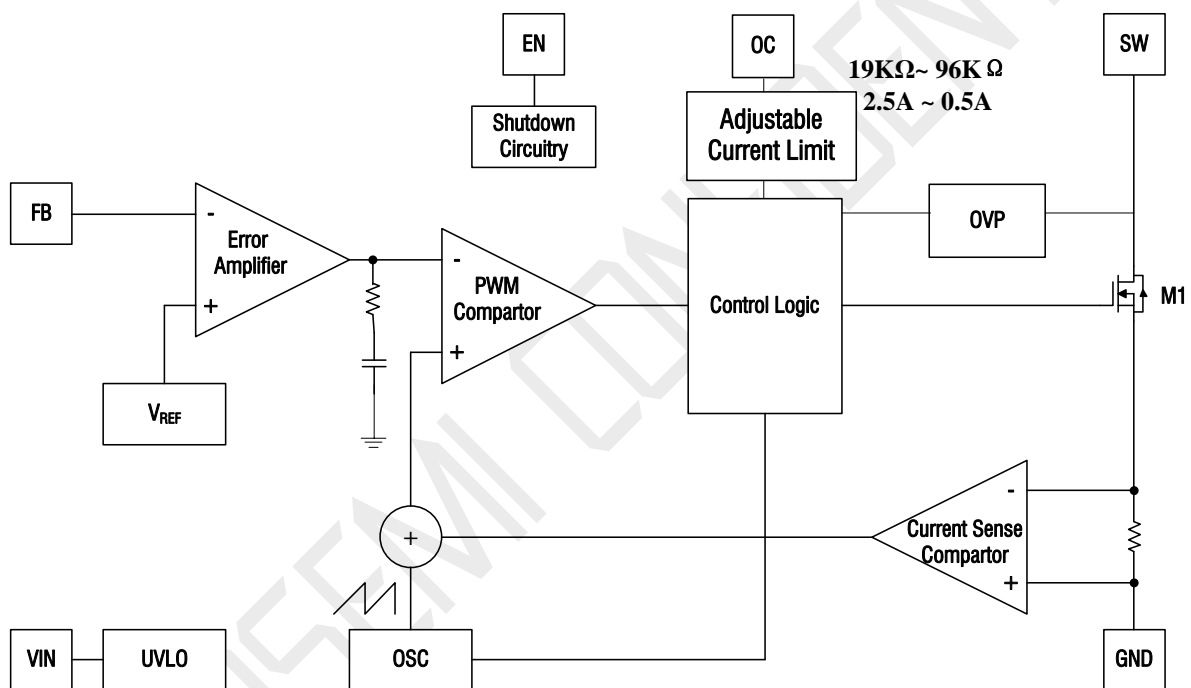 EN
OC
SW
19KΩ~ 96K Ω
2.5A ~ 0.5A
Shutdown
Circuitry
Adjustable
Current Limit
FB
-
Error
Amplifier
+
OVP
-
PWM
Compartor
+
Control Logic
M1
VREF
-
Current Sense
Compartor
+
+
VIN
UVLO
OSC
GND